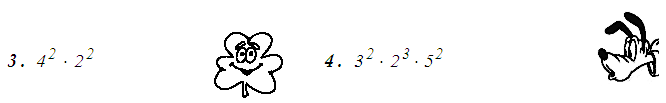 3. 4² · 2² 4. 3² · 2³ · 5²